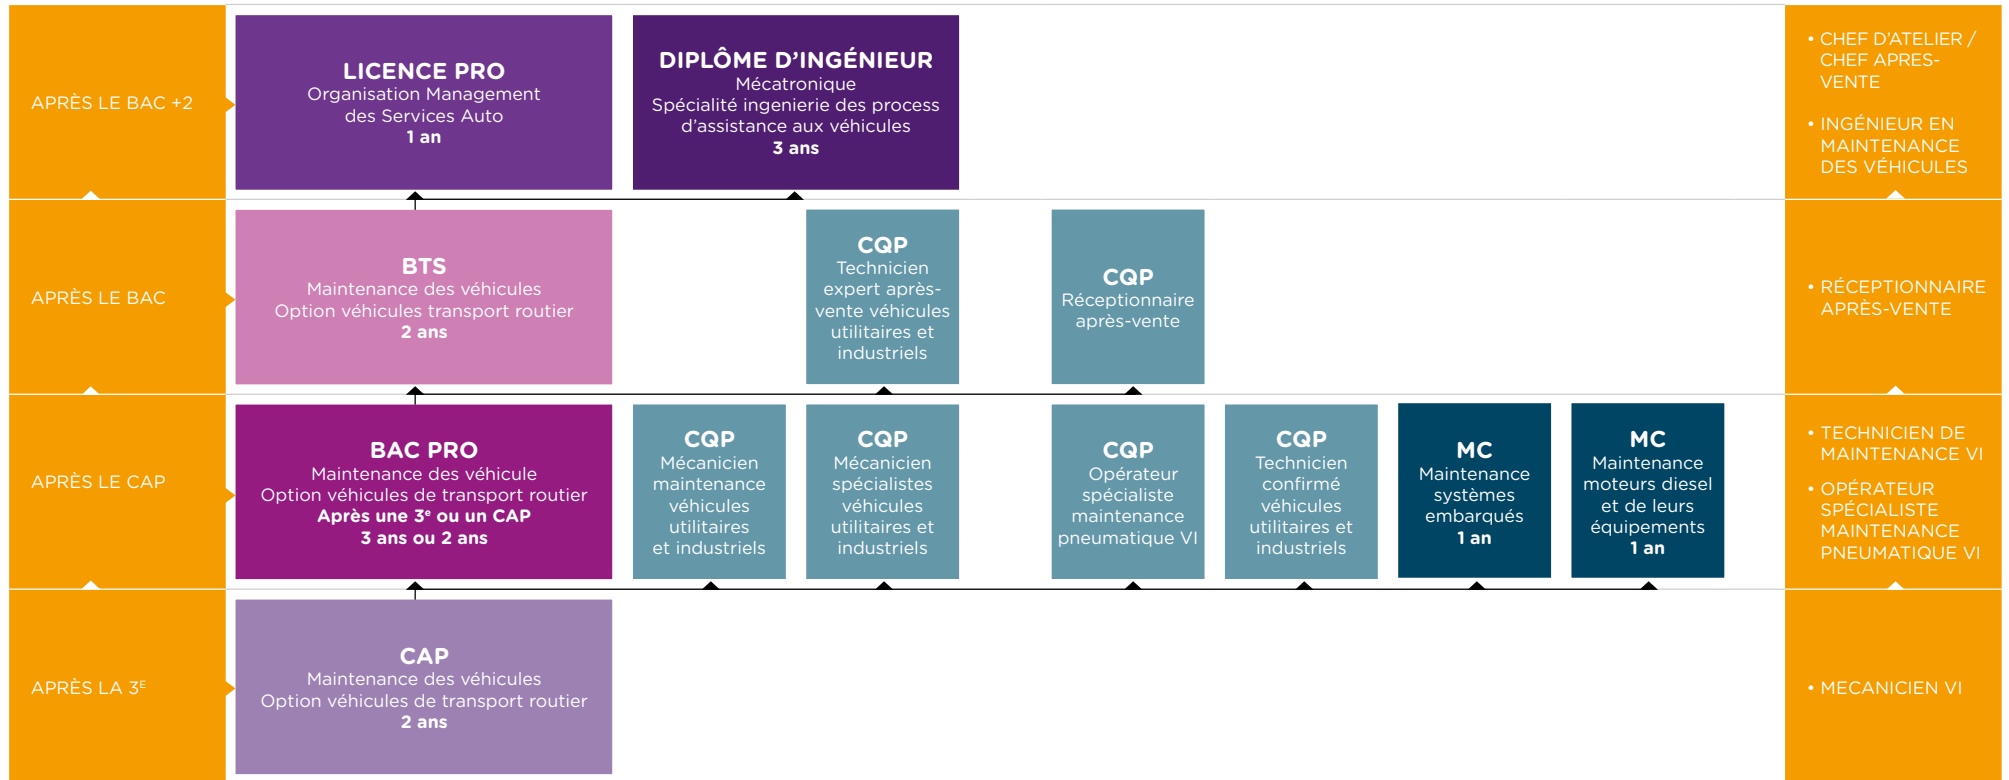 APRÈS LE BAC +2
LICENCE PRO
Organisation Management
des Services Auto
1 an
DIPLÔME D'INGÉNIEUR
Mécatronique
Spécialité ingenierie des process
d'assistance aux véhicules
3 ans
• CHEF D'ATELIER /
CHEF APRES-
VENTE
• INGÉNIEUR EN
MAINTENANCE
DES VÉHICULES
APRÈS LE BAC
BTS
Maintenance des véhicules
Option véhicules transport routier
2 ans
CQP
Technicien
expert après-
vente véhicules
utilitaires et
industriels
CQP
Réceptionnaire
après-vente
• RÉCEPTIONNAIRE
APRÈS-VENTE
APRÈS LE CAP
BAC PRO
Maintenance des véhicule
Option véhicules de transport routier
Après une 3e ou un CAP
3 ans ou 2 ans
CQP
Mécanicien
maintenance
véhicules
utilitaires
et industriels
CQP
Mécanicien
spécialistes
véhicules
utilitaires et
industriels
CQP
Opérateur
spécialiste
maintenance
pneumatique VI
CQP
Technicien
confirmé
véhicules
utilitaires et
industriels
MC
Maintenance
systèmes
embarqués
1 an
MC
Maintenance
moteurs diesel
et de leurs
équipements
1 an
• TECHNICIEN DE
MAINTENANCE VI
• OPÉRATEUR
SPÉCIALISTE
MAINTENANCE
PNEUMATIQUE VI
APRÈS LA 3E
CAP
Maintenance des véhicules
Option véhicules de transport routier
2 ans
• MECANICIEN VI